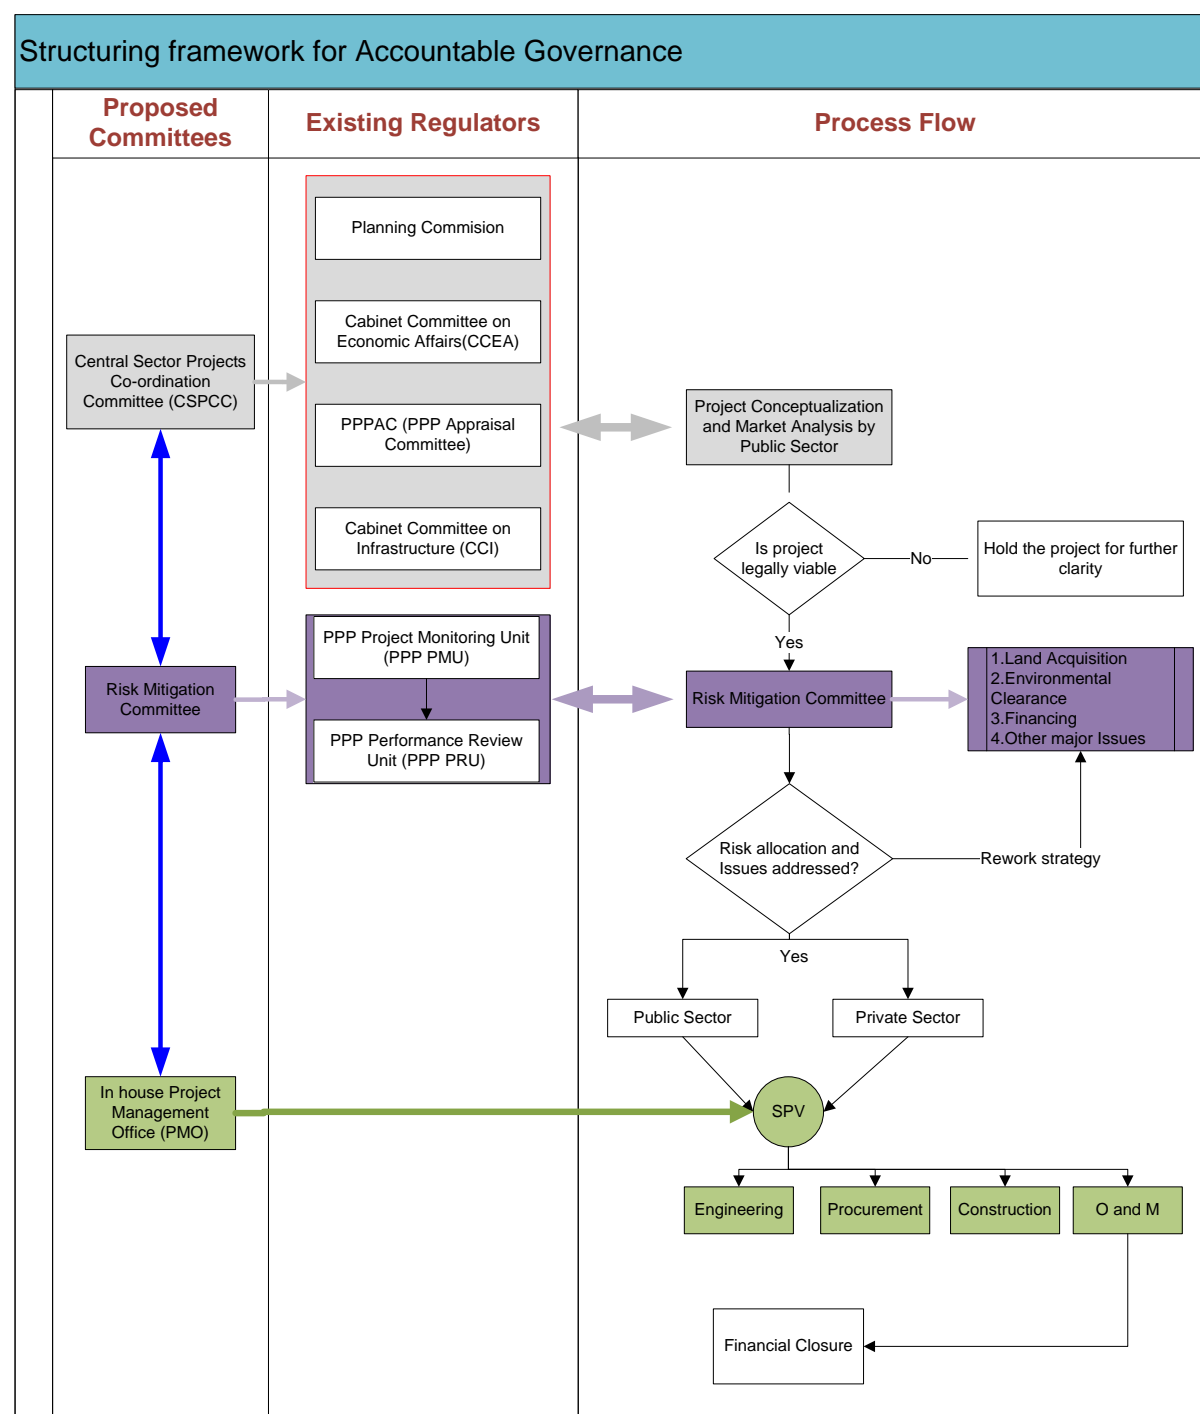 Structuring framework for Accountable Governance
Proposed
Committees
Existing Regulators
Process Flow
Planning Commision
Cabinet Committee on
Economic Affairs(CCEA)
PPPAC (PPP Appraisal
Committee)
Cabinet Committee on
Infrastructure (CCI)
Central Sector Projects
Co-ordination
Committee (CSPCC)
Project Conceptualization
and Market Analysis by
Public Sector
Is project
legally viable
No
Hold the project for further
clarity
Yes
PPP Project Monitoring Unit
(PPP PMU)
PPP Performance Review
Unit (PPP PRU)
Risk Mitigation
Committee
Risk Mitigation Committee
1.Land Acquisition
2.Environmental
Clearance
3.Financing
4.Other major Issues
Risk allocation and
Issues addressed?
Rework strategy
Yes
Public Sector
Private Sector
In house Project
Management
Office (PMO)
SPV
Engineering
Procurement
Construction
O and M
Financial Closure